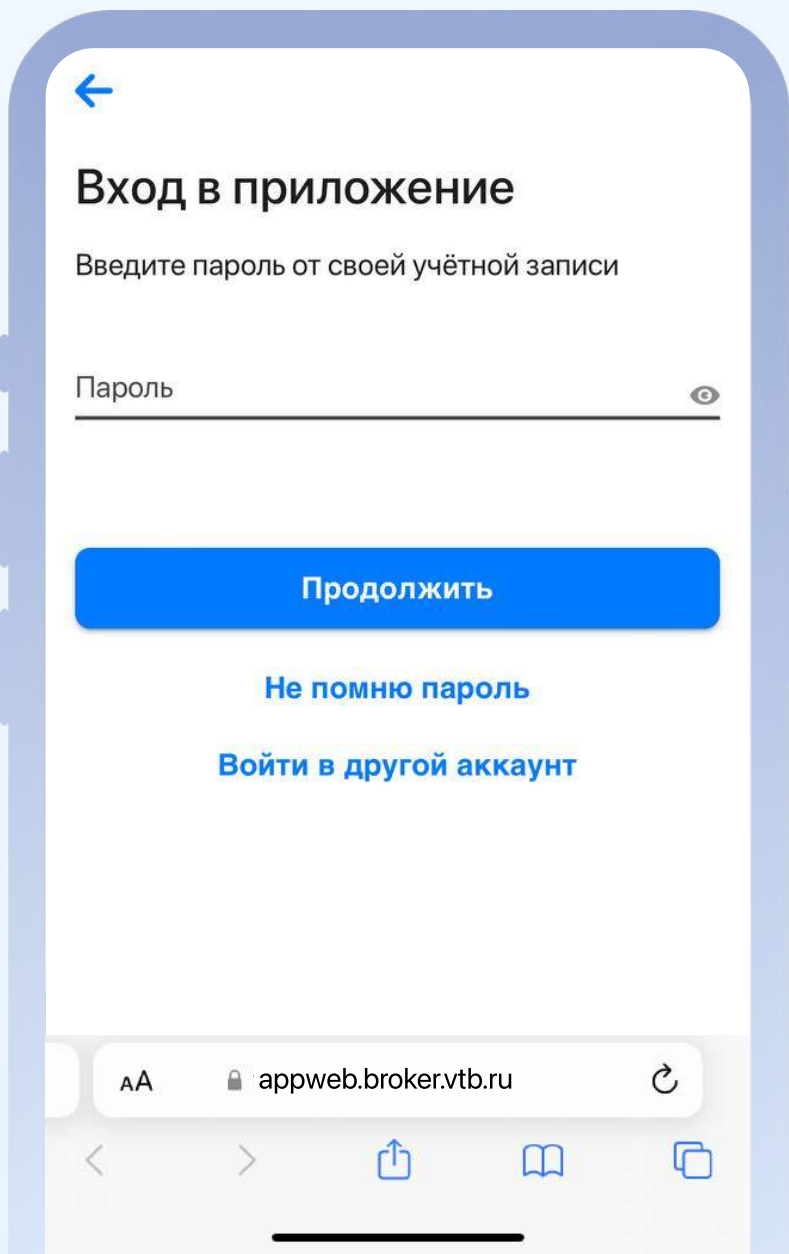 Вход в приложение
Введите пароль от своей учётной записи
Пароль
Продолжить
Не помню пароль
Войти в другой аккаунт
AA appweb.broker.vtb.ru